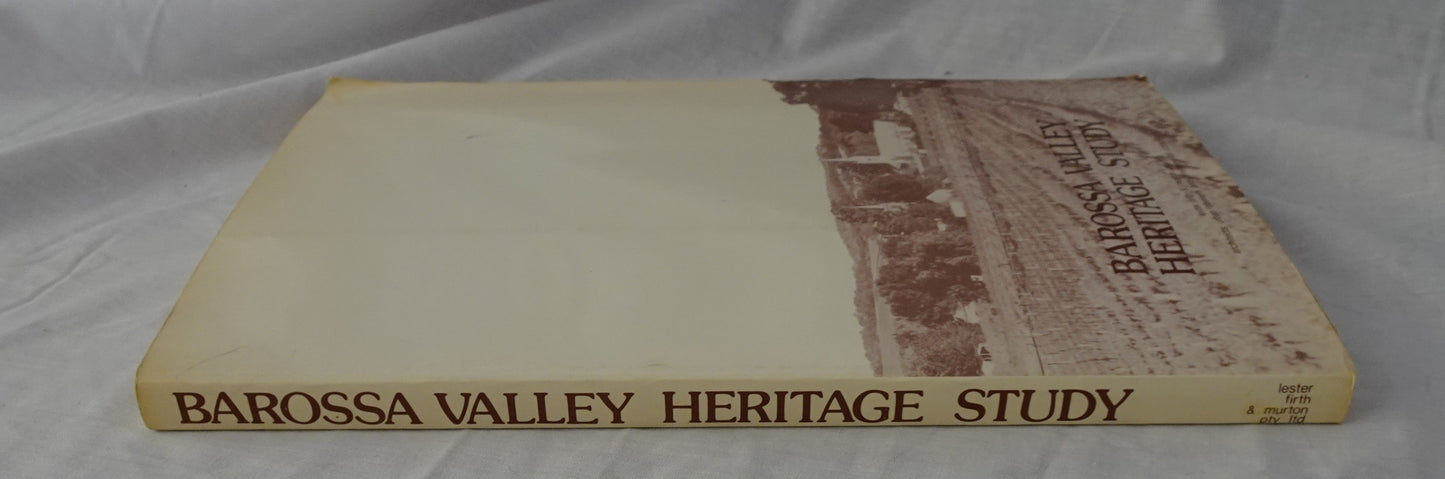 BAROSSA VALLEY
HERITAGE STUDY
BAROSSA VALLEY HERITAGE STUDY
lester
firth
& murton
pty ltd